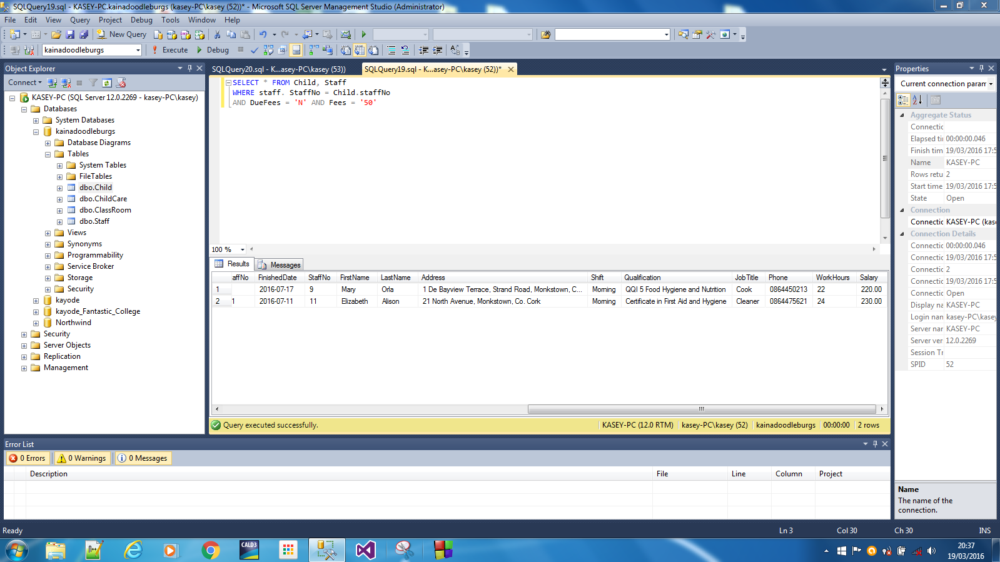 SQLQuery19.sql - KASEY-PC.kainadoodleburgs (kasey-PC\kasey (52))* - Microsoft SQL Server Management Studio (Administrator)
File Edit View Query Project Debug Tools Window Help
New Query
kainadoodleburgs Execute Debug
Object Explorer
Connect
KASEY-PC (SQL Server 12.0.2269 - kasey-PC\kasey)
Databases
System Databases
kainadoodleburgs
Database Diagrams
Tables
System Tables
FileTables
dbo.Child
dbo.ChildCare
dbo.ClassRoom
dbo.Staff
Views
Synonyms
Programmability
Service Broker
Storage
Security
kayode
kayode_Fantastic_College
Northwind
Security
Server Objects
Replication
Management
SQLQuery20.sql - K...asey-PC\kasey (53)) SQLQuery19.sql - K...asey-PC\kasey (52))*
SELECT * FROM Child, Staff
WHERE staff. StaffNo = Child.staffNo
AND DueFees = 'N' AND Fees = '50'
100 %
Results Messages
affNo FinishedDate StaffNo FirstName LastName Address Shift Qualification JobTitle Phone WorkHours Salary
1 2016-07-17 9 Mary Orla 1 De Bayview Terrace, Strand Road, Monkstown, C... Morning QQI 5 Food Hygiene and Nutrition Cook 0864450213 22 220.00
2 1 2016-07-11 11 Elizabeth Alison 21 North Avenue, Monkstown, Co. Cork Morning Certificate in First Aid and Hygiene Cleaner 0864475621 24 230.00
Query executed successfully. KASEY-PC (12.0 RTM) kasey-PC\kasey (52) kainadoodleburgs 00:00:00 2 rows
Properties
Current connection param
Aggregate Status
Connectic
Elapsed ti 00:00:00.046
Finish tim 19/03/2016 17:5
Name KASEY-PC
Rows retu 2
Start time 19/03/2016 17:5
State Open
Connection
Connectic KASEY-PC (kase
Connection Details
Connectic 00:00:00.046
Connectic 19/03/2016 17:5
Connectic 2
Connectic 19/03/2016 17:5
Connectic Open
Display na KASEY-PC
Login nan kasey-PC\kasey
Server nar KASEY-PC
Server ver 12.0.2269
Session Tr
SPID 52
Name
The name of the
connection.
Error List
0 Errors 0 Warnings 0 Messages
Description File Line Column Project
Ready Ln 3 Col 30 Ch 30 INS
CALD3
20:37
19/03/2016